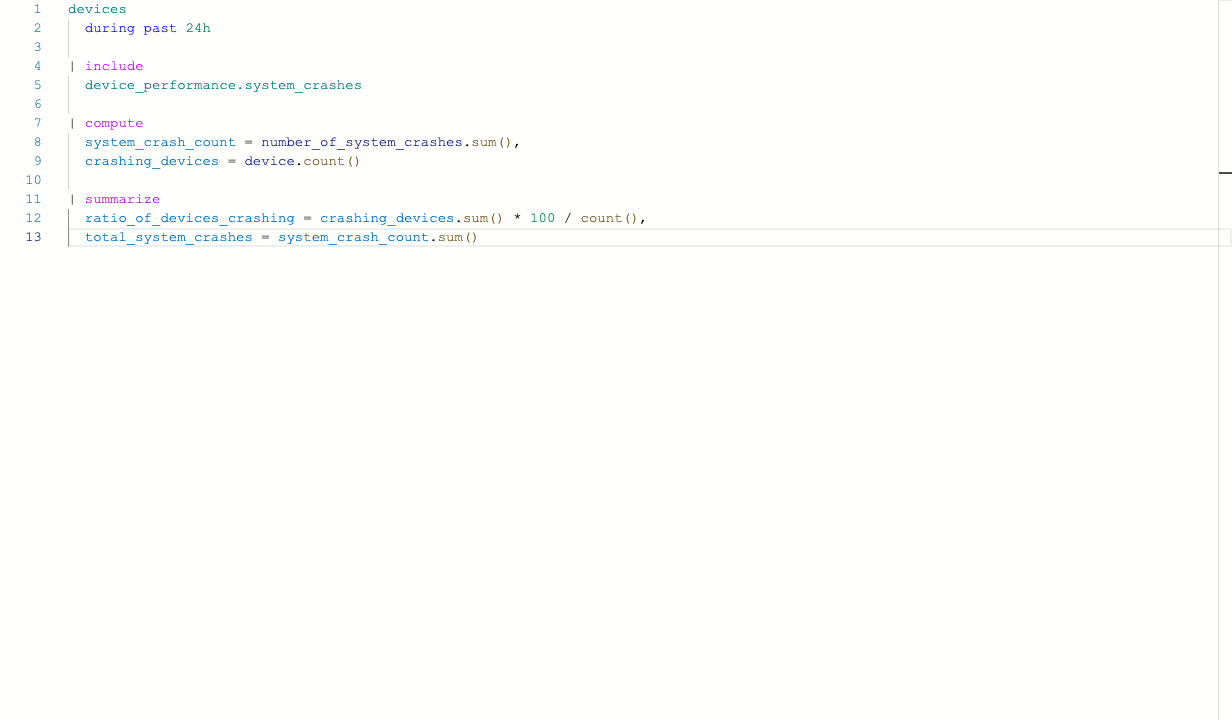 1 devices
2 during past 24h
3
4 | include
5 device_performance.system_crashes
6
7 | compute
8 system_crash_count = number_of_system_crashes.sum(),
9 crashing_devices = device.count()
10
11 | summarize
12 ratio_of_devices_crashing = crashing_devices.sum() * 100 / count(),
13 total_system_crashes = system_crash_count.sum()